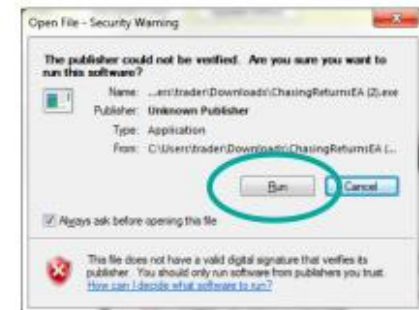 Open File - Security Warning
The publisher could not be verified. Are you sure you want to
run this software?
Name: ...ers\trader\Downloads\ChasingReturnsEA (2).exe
Publisher: Unknown Publisher
Type: Application
From: C:\Users\trader\Downloads\ChasingReturnsEA (...
Run Cancel
Always ask before opening this file
This file does not have a valid digital signature that verifies its
publisher. You should only run software from publishers you trust.
How can I decide what software to run?